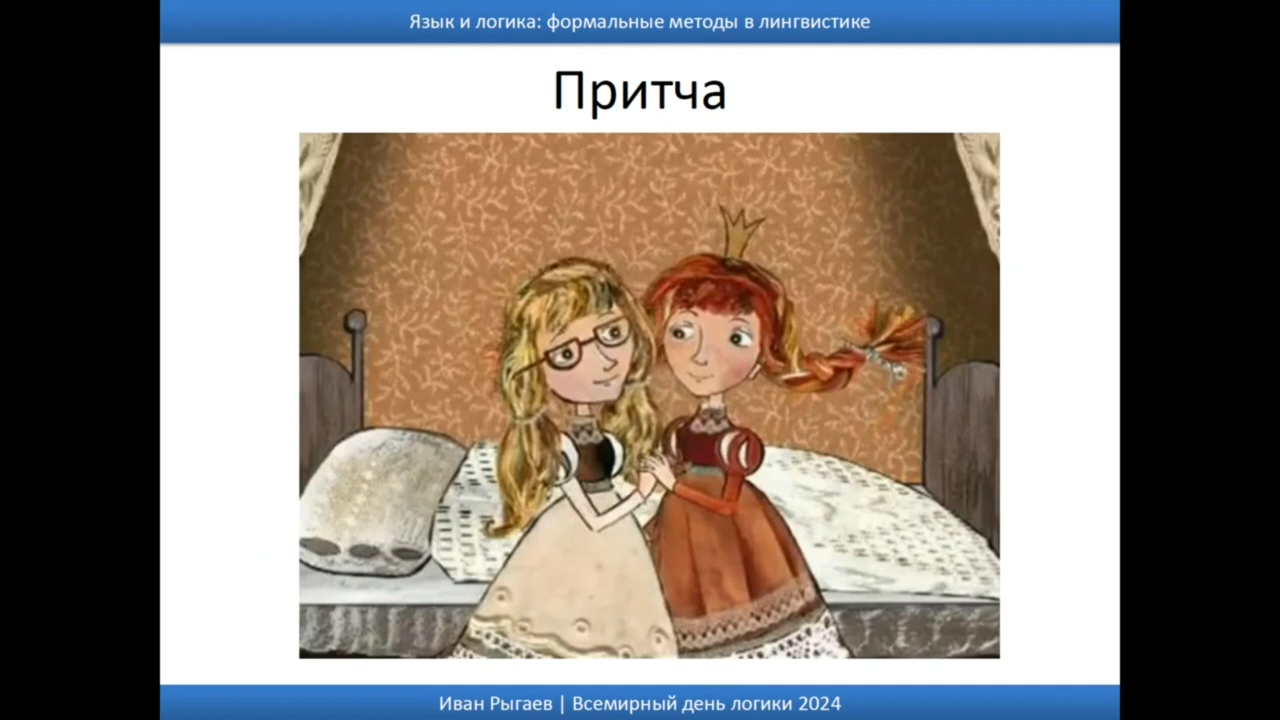 Язык и логика: формальные методы в лингвистике
Притча
Иван Рыгаев | Всемирный день логики 2024